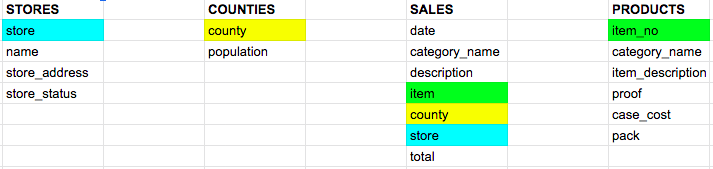 STORES COUNTIES SALES PRODUCTS
store county date item_no
name population category_name category_name
store_address description item_description
store_status item proof
county case_cost
store pack
total